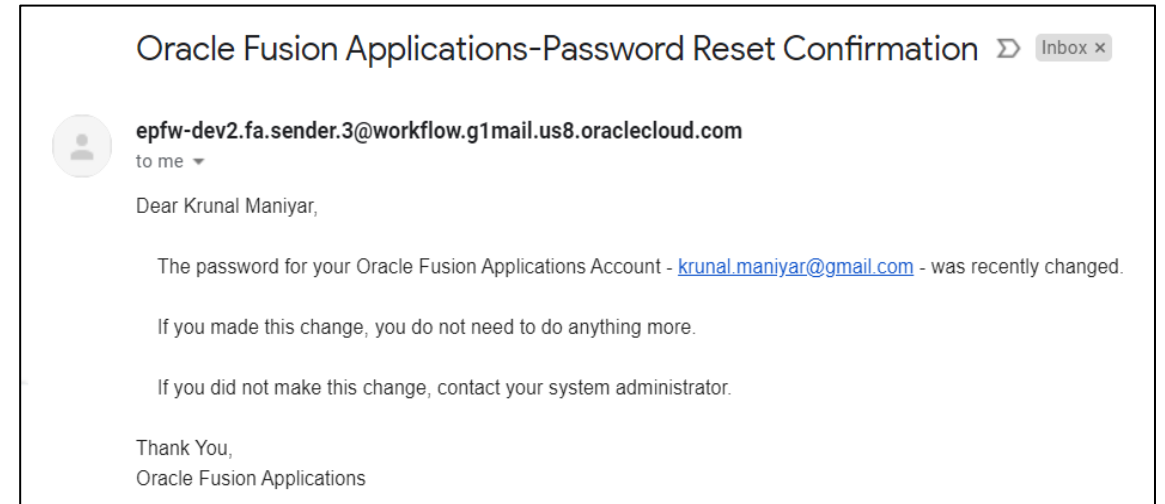 Oracle Fusion Applications-Password Reset Confirmation Inbox ×
epfw-dev2.fa.sender.3@workflow.g1mail.us8.oraclecloud.com
to me
Dear Krunal Maniyar,
The password for your Oracle Fusion Applications Account - krunal.maniyar@gmail.com - was recently changed.
If you made this change, you do not need to do anything more.
If you did not make this change, contact your system administrator.
Thank You,
Oracle Fusion Applications